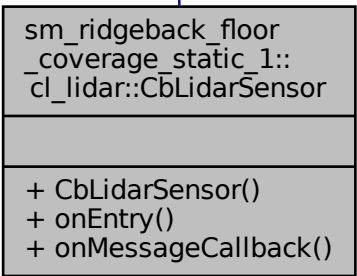 sm_ridgeback_floor
_coverage_static_1::
cl_lidar::CbLidarSensor
+ CbLidarSensor()
+ onEntry()
+ onMessageCallback()